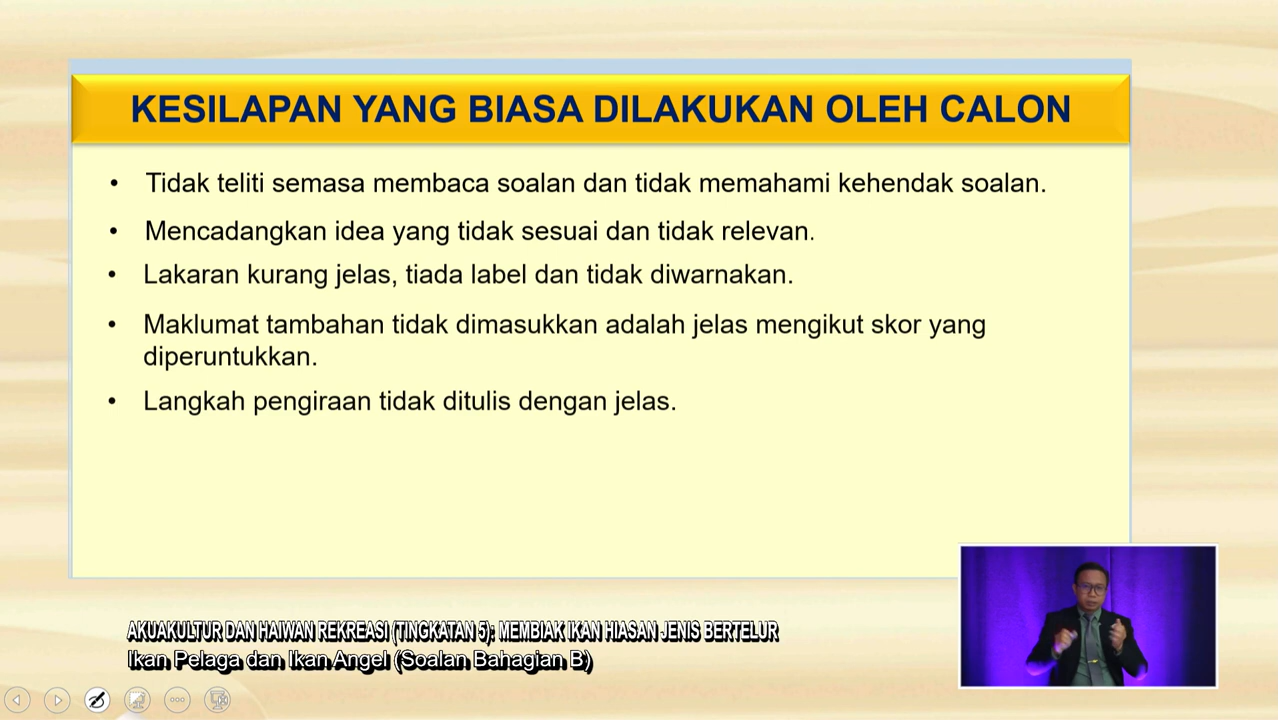 KESILAPAN YANG BIASA DILAKUKAN OLEH CALON
• Tidak teliti semasa membaca soalan dan tidak memahami kehendak soalan.
• Mencadangkan idea yang tidak sesuai dan tidak relevan.
• Lakaran kurang jelas, tiada label dan tidak diwarnakan.
• Maklumat tambahan tidak dimasukkan adalah jelas mengikut skor yang
diperuntukkan.
• Langkah pengiraan tidak ditulis dengan jelas.
AKUAKULTUR DAN HAIWAN REKREASI (TINGKATAN 5): MEMBIAK IKAN HIASAN JENIS BERTELUR
Ikan Pelaga dan Ikan Angel (Soalan Bahagian B)